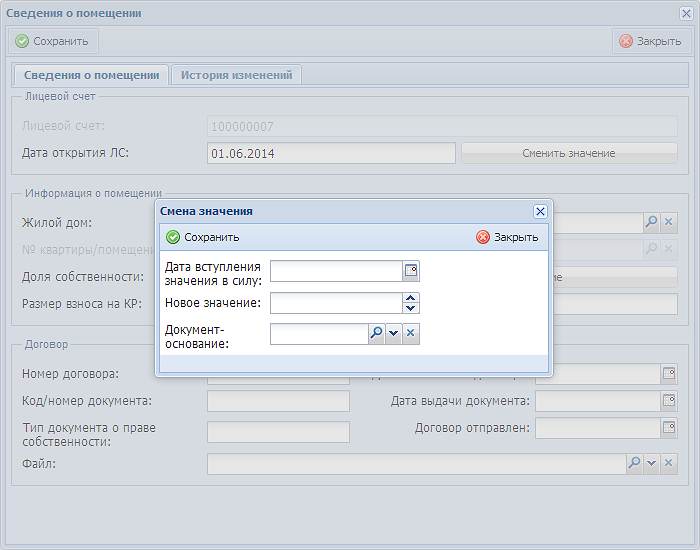 Сведения о помещении
Сохранить
Закрыть
Сведения о помещении
История изменений
Лицевой счет
Лицевой счет:
100000007
Дата открытия ЛС:
01.06.2014
Сменить значение
Информация о помещении
Жилой дом:
№ квартиры/помещени
Доля собственности:
Размер взноса на КР:
Смена значения
Сохранить
Закрыть
Дата вступления
значения в силу:
Новое значение:
Документ-
основание:
Договор
Номер договора:
Код/номер документа:
Дата выдачи документа:
Тип документа о праве
собственности:
Договор отправлен:
Файл: